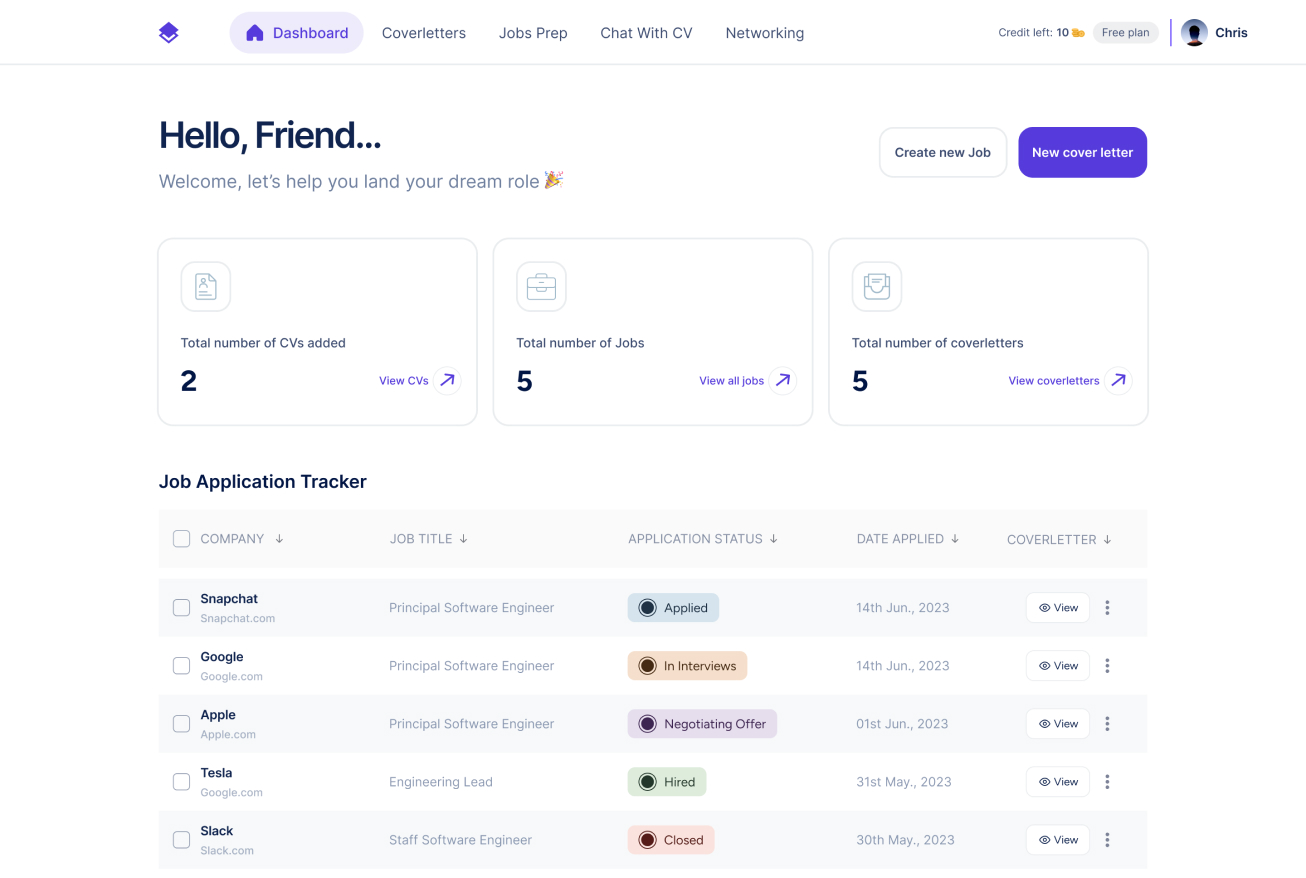 Dashboard Coverletters Jobs Prep Chat With CV Networking Credit left: 10 Free plan Chris
Hello, Friend...
Welcome, let's help you land your dream role 🎉
Create new Job New cover letter
Total number of CVs added
2 View CVs
Total number of Jobs
5 View all jobs
Total number of coverletters
5 View coverletters
Job Application Tracker
COMPANY ↓ JOB TITLE ↓ APPLICATION STATUS ↓ DATE APPLIED ↓ COVERLETTER ↓
Snapchat
Snapchat.com Principal Software Engineer Applied 14th Jun., 2023 View
Google
Google.com Principal Software Engineer In Interviews 14th Jun., 2023 View
Apple
Apple.com Principal Software Engineer Negotiating Offer 01st Jun., 2023 View
Tesla
Google.com Engineering Lead Hired 31st May., 2023 View
Slack
Slack.com Staff Software Engineer Closed 30th May., 2023 View